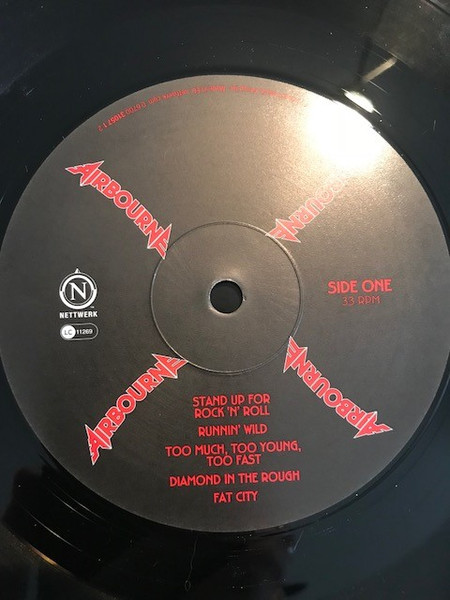 AIRBOURNE
AIRBOURNE
SIDE ONE
33 RPM
N
NETTWERK
LC 11269
AIRBOURNE
AIRBOURNE
STAND UP FOR
ROCK 'N' ROLL
RUNNIN' WILD
TOO MUCH, TOO YOUNG,
TOO FAST
DIAMOND IN THE ROUGH
FAT CITY